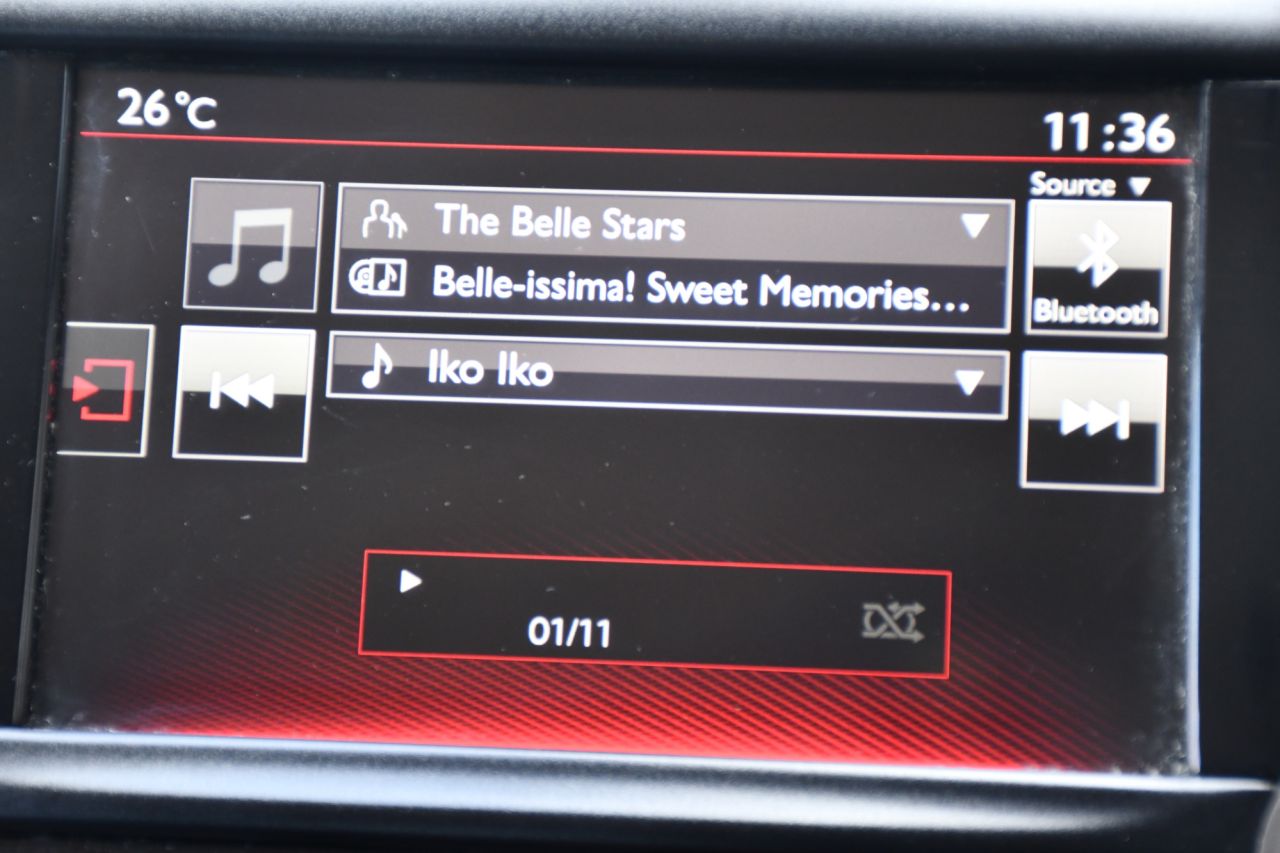 26°C
11:36
Source
The Belle Stars
Belle-issima! Sweet Memories...
Bluetooth
Iko Iko
01/11